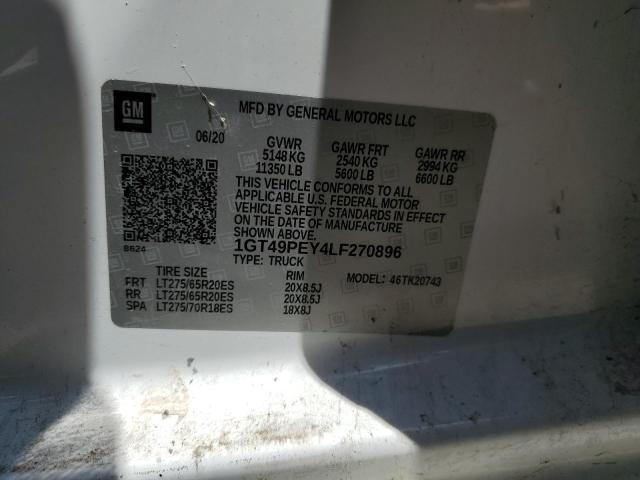 GM
MFD BY GENERAL MOTORS LLC
06/20
GVWR GAWR FRT GAWR RR
5148 KG 2540 KG 2994 KG
11350 LB 5600 LB 6600 LB
THIS VEHICLE CONFORMS TO ALL
APPLICABLE U.S. FEDERAL MOTOR
VEHICLE SAFETY STANDARDS IN EFFECT
ON THE DATE OF MANUFACTURE
SHOWN ABOVE.
8624
1GT49PEY4LF270896
TYPE: TRUCK
MODEL: 46TK20743
TIRE SIZE RIM
FRT LT275/65R20ES 20X8.5J
RR LT275/65R20ES 20X8.5J
SPA LT275/70R18ES 18X8J